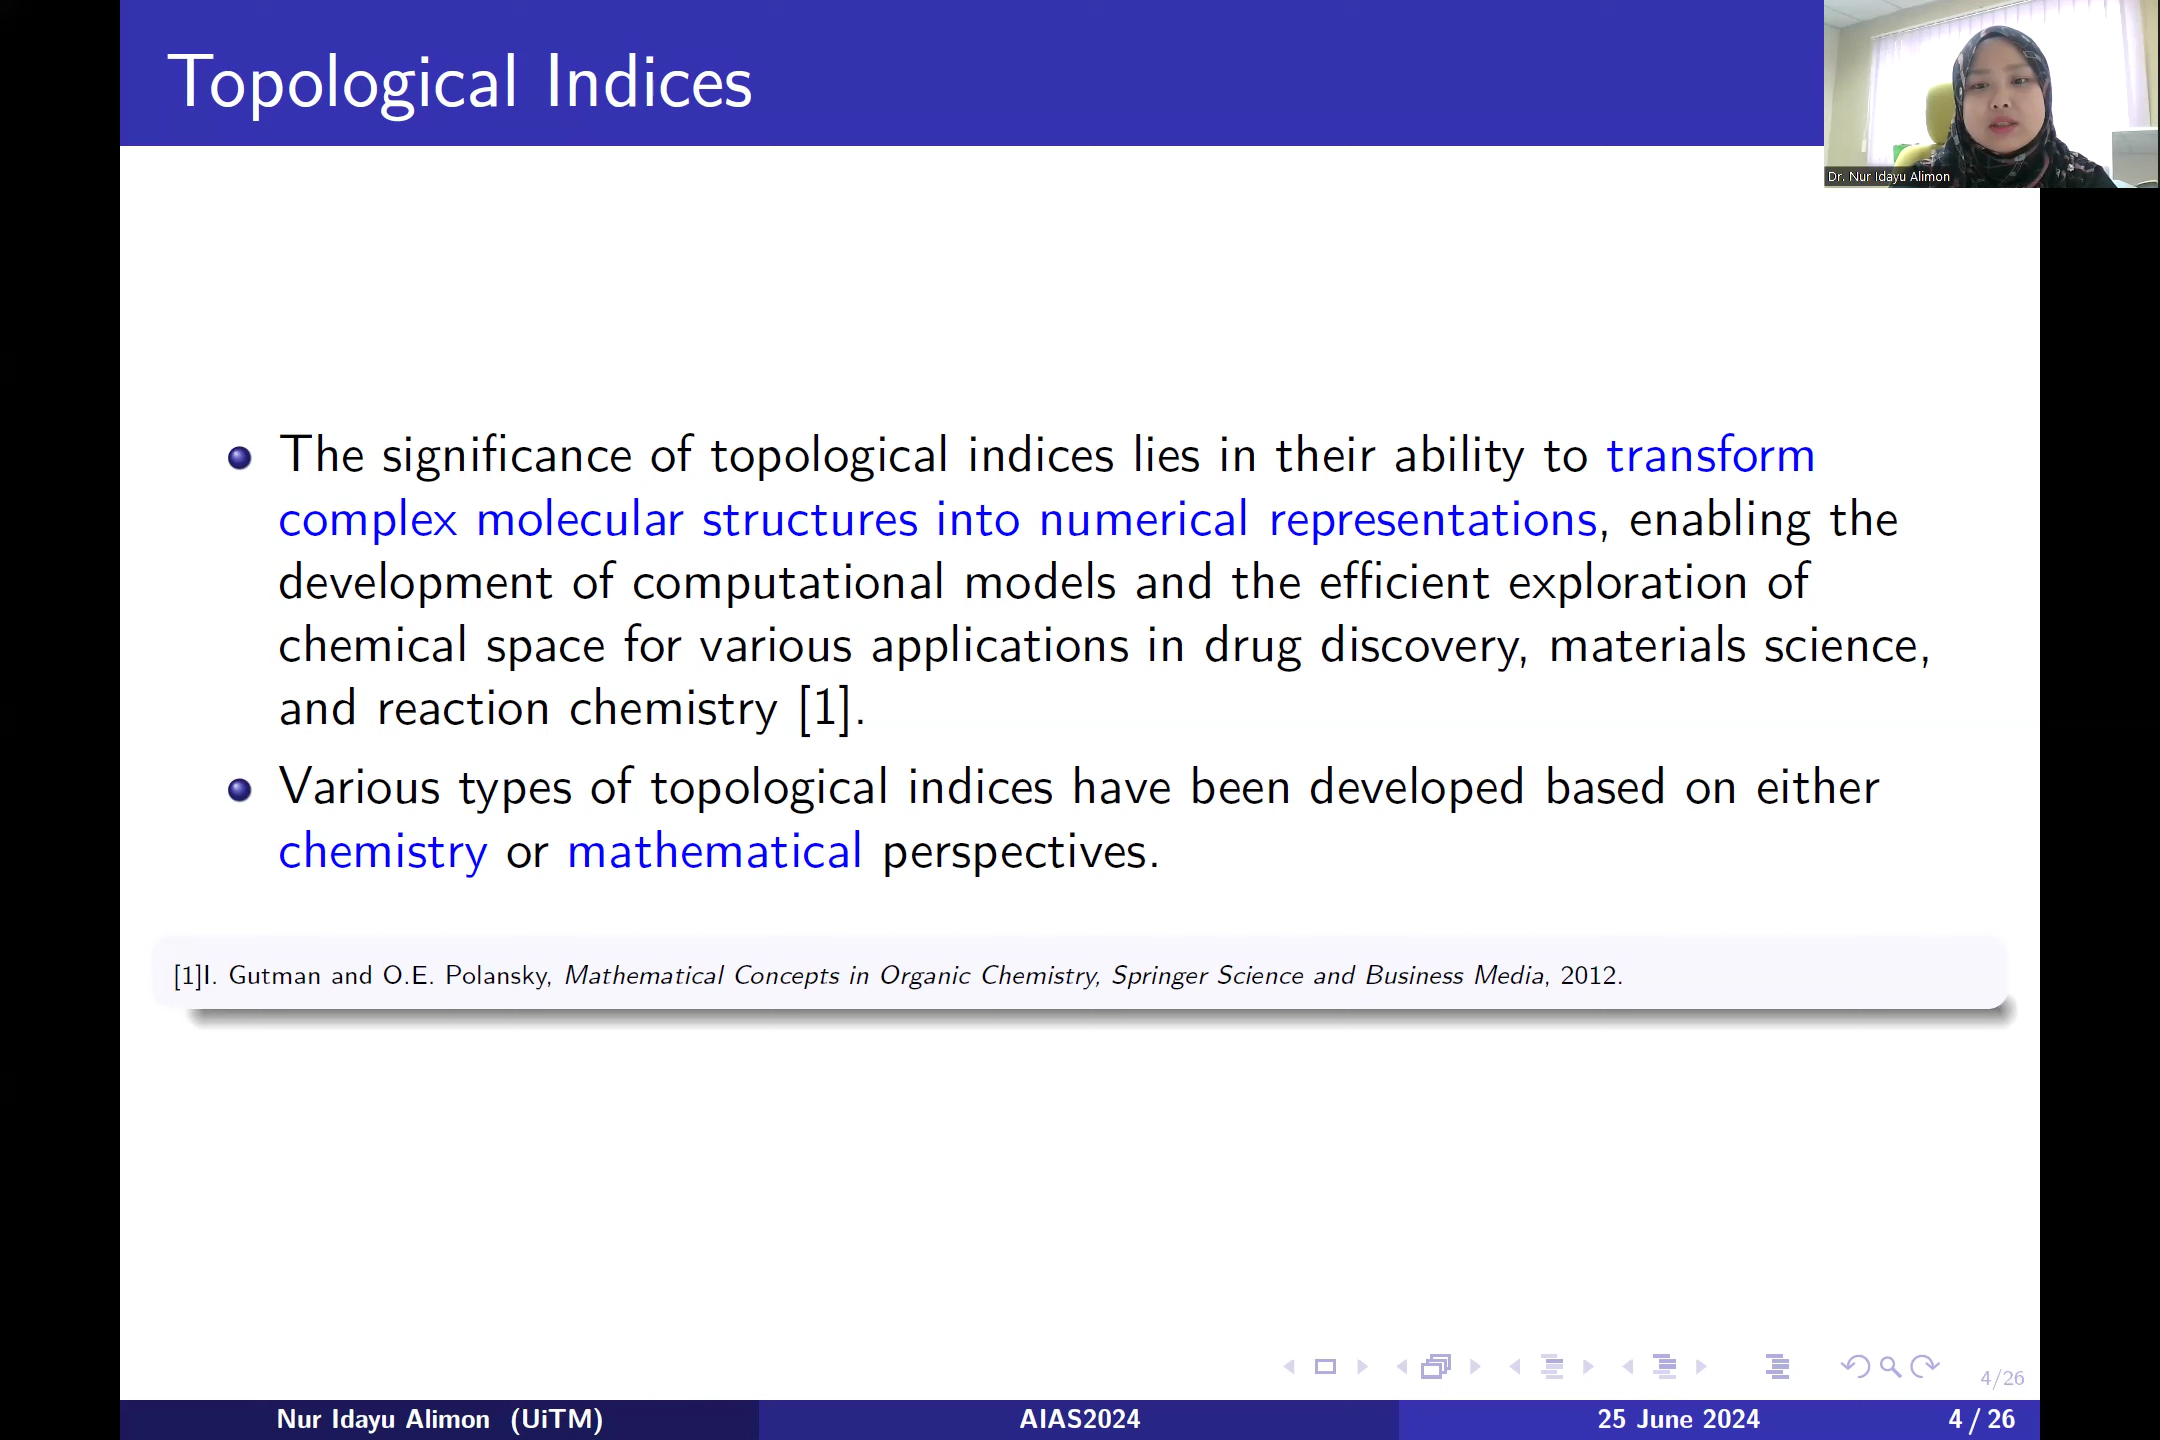 Topological Indices
Dr. Nur Idayu Alimon
The significance of topological indices lies in their ability to transform
complex molecular structures into numerical representations, enabling the
development of computational models and the efficient exploration of
chemical space for various applications in drug discovery, materials science,
and reaction chemistry [1].
Various types of topological indices have been developed based on either
chemistry or mathematical perspectives.
[1]I. Gutman and O.E. Polansky, Mathematical Concepts in Organic Chemistry, Springer Science and Business Media, 2012.
4/26
Nur Idayu Alimon (UiTM) AIAS2024 25 June 2024 4 / 26